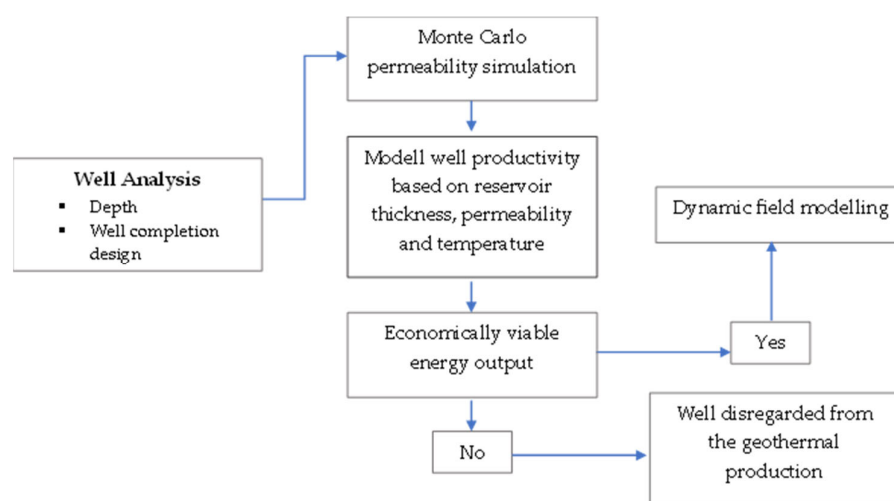 Monte Carlo
permeability simulation
Well Analysis
▪ Depth
▪ Well completion
design
Modell well productivity
based on reservoir
thickness, permeability
and temperature
Dynamic field modelling
Economically viable
energy output
Yes
No
Well disregarded from
the geothermal
production